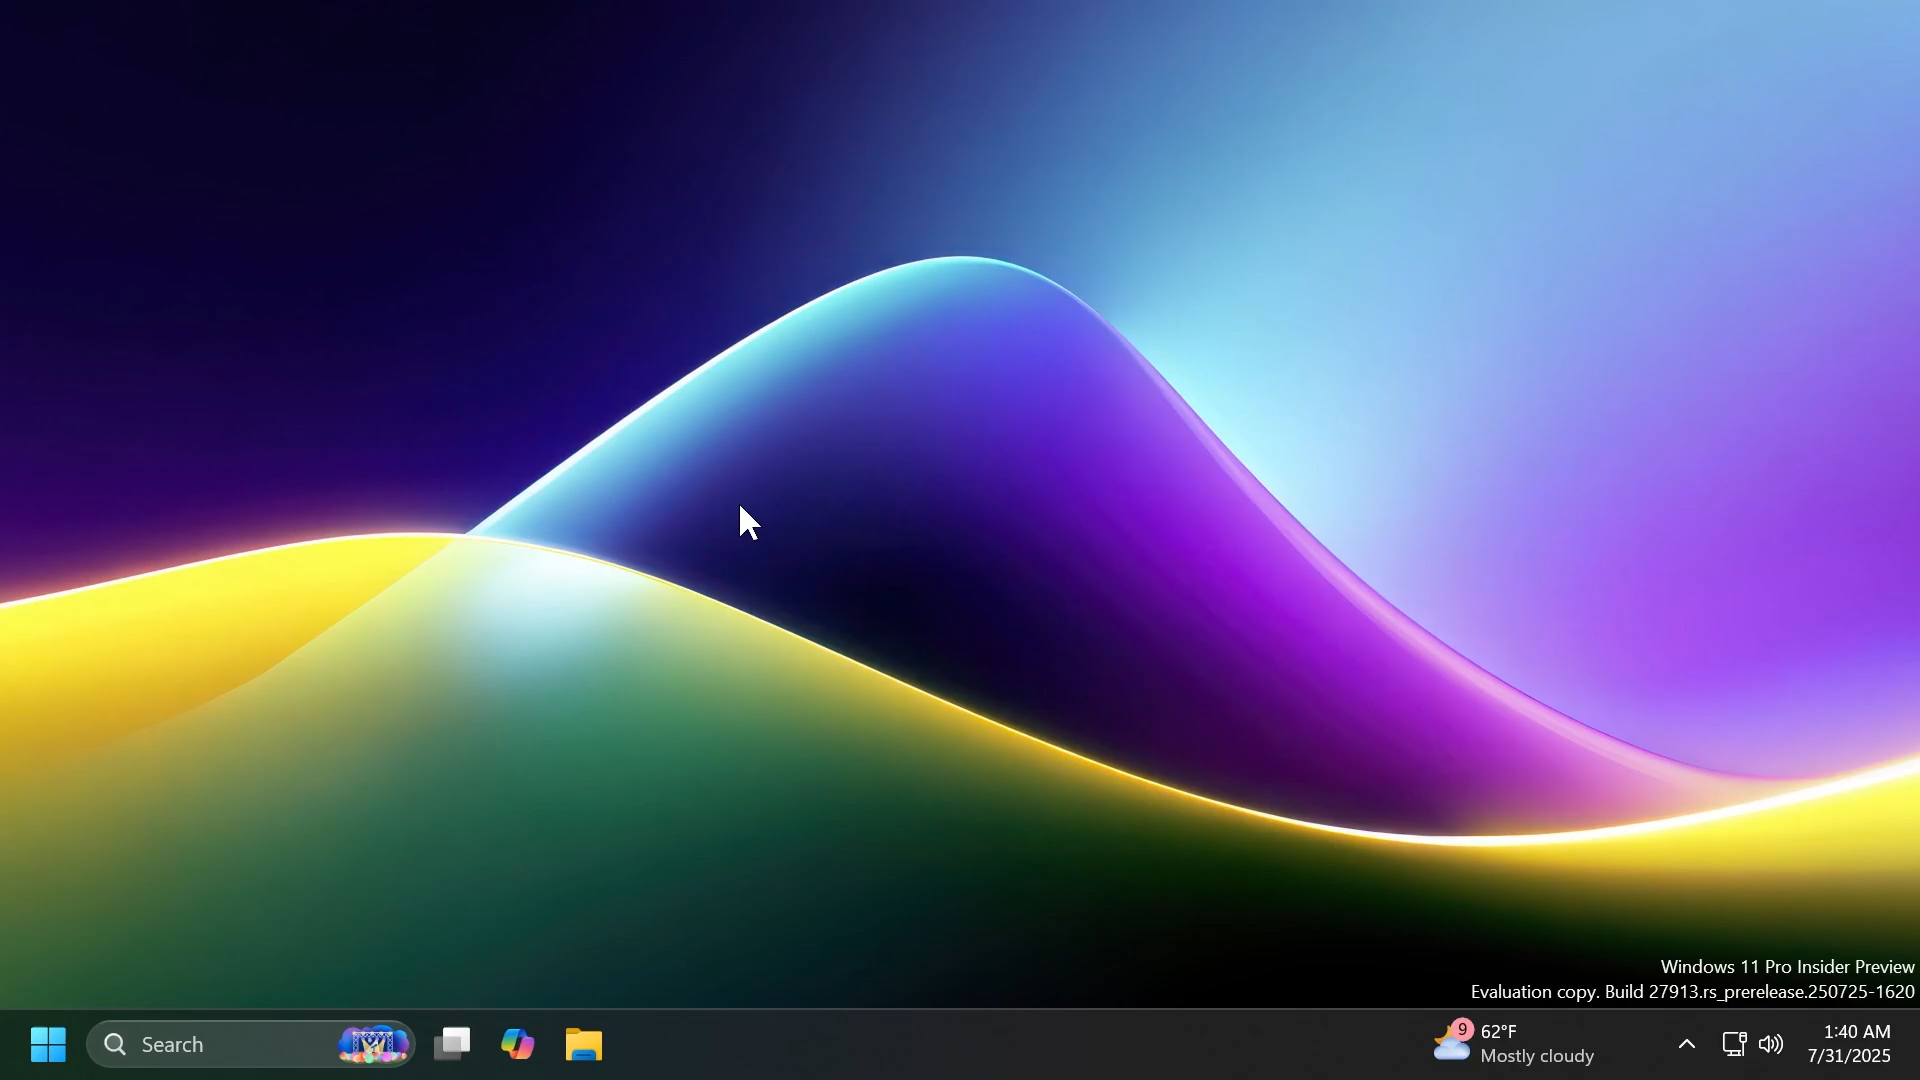 Windows 11 Pro Insider Preview
Evaluation copy. Build 27913.rs_prerelease.250725-1620
Search
9
62°F
Mostly cloudy
1:40 AM
7/31/2025